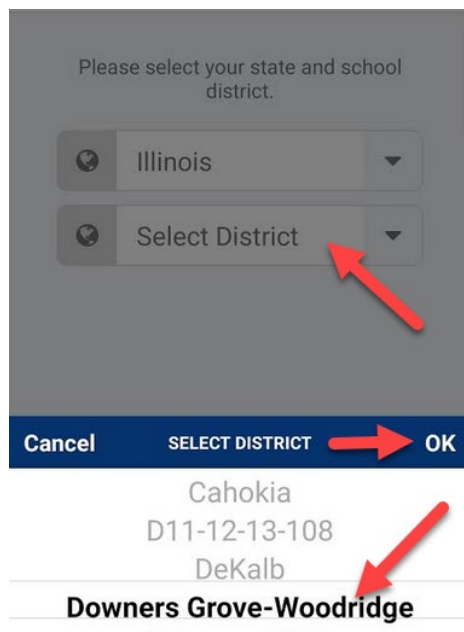 Please select your state and school
district.
Illinois
Select District
Cancel SELECT DISTRICT OK
Cahokia
D11-12-13-108
DeKalb
Downers Grove-Woodridge